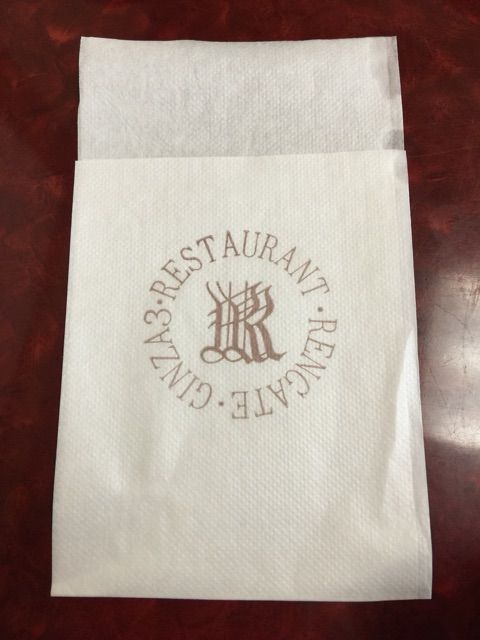 RESTAURANT · RENGATE · GINZA3 ·
R